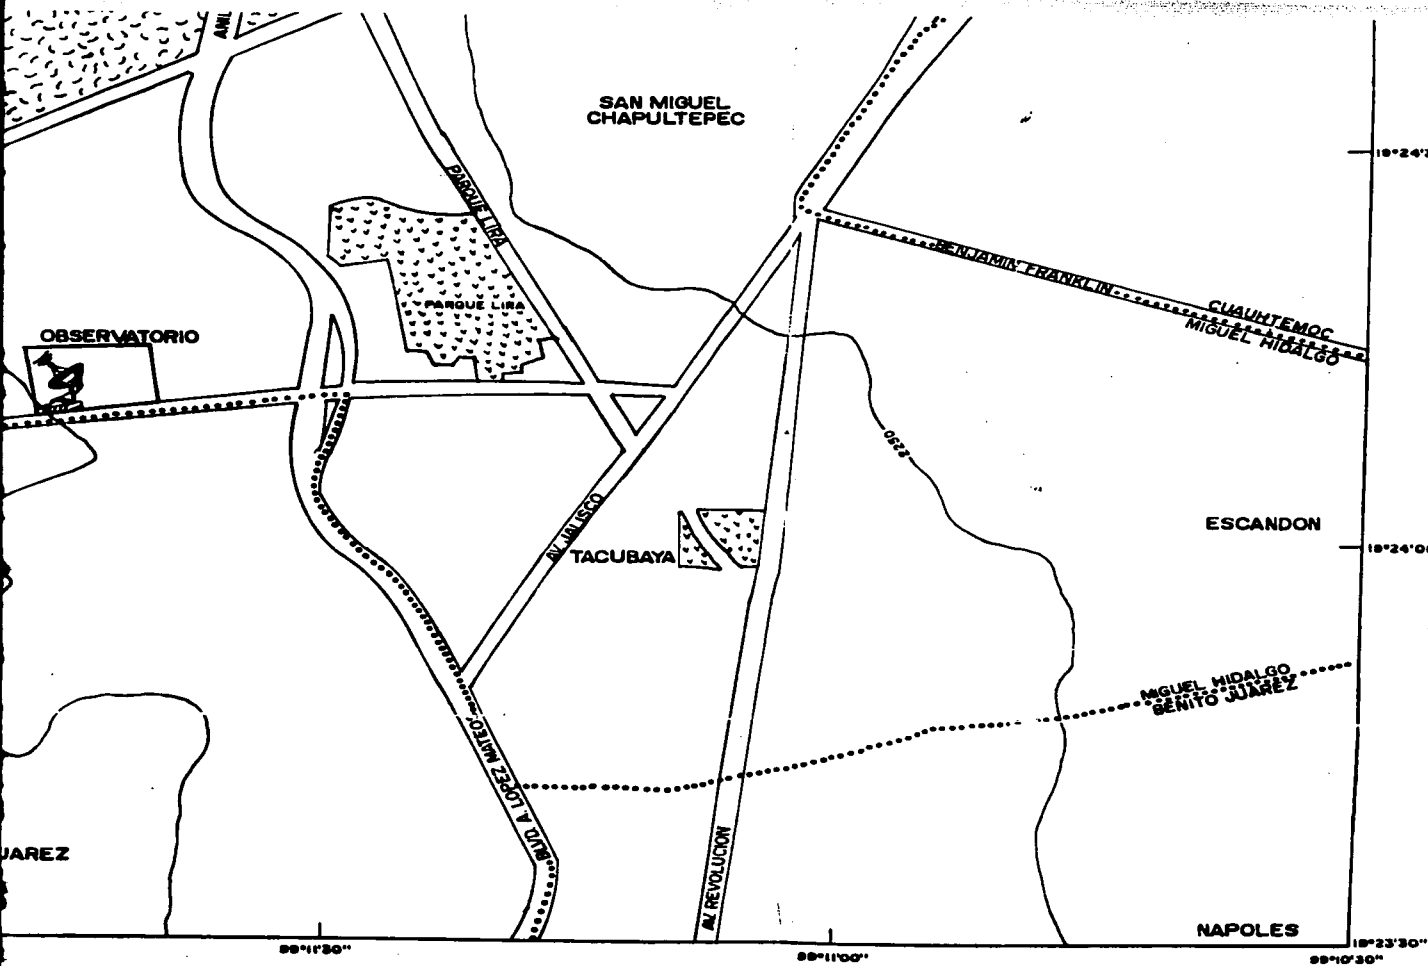 SAN MIGUEL
CHAPULTEPEC
PARQUE LIRA
BENJAMIN FRANKLIN
PARQUE LIRA
CUAUHTEMOC
MIGUEL HIDALGO
OBSERVATORIO
2250
AV. JALISCO
TACUBAYA
ESCANDON
19°24'00
MIGUEL HIDALGO
BENITO JUAREZ
BLVD. A. LOPEZ MATEO
AV. REVOLUCION
JUAREZ
NAPOLES
19°23'30"
99°11'30"
99°11'00"
99°10'30"